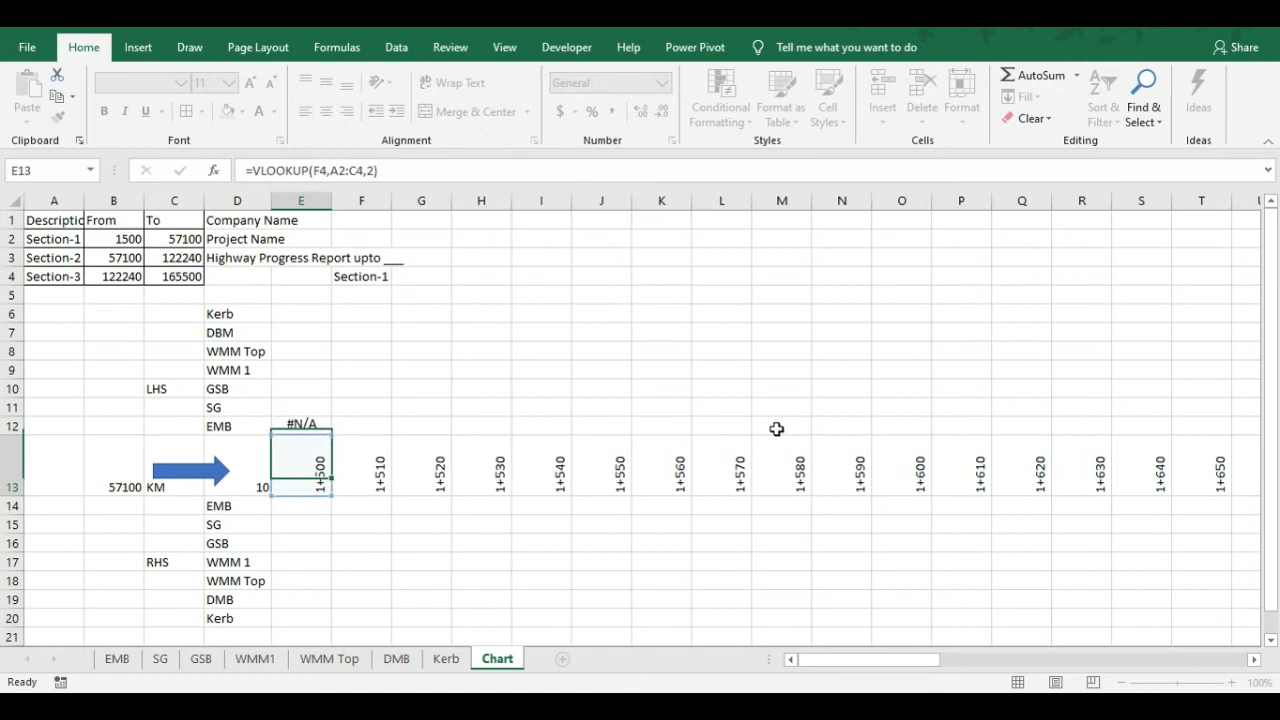 File Home Insert Draw Page Layout Formulas Data Review View Developer Help Power Pivot Tell me what you want to do Share
Paste 11 A A Wrap Text General Conditional Formatting Format as Table Cell Styles Insert Delete Format AutoSum Sort & Filter Find & Select Ideas
B I U A Merge & Center $ % , Fill Clear
Clipboard Font Alignment Number Styles Cells Editing Ideas
E13 fx =VLOOKUP(F4,A2:C4,2)
A B C D E F G H I J K L M N O P Q R S T
1 Descriptic From To Company Name
2 Section-1 1500 57100 Project Name
3 Section-2 57100 122240 Highway Progress Report upto ___
4 Section-3 122240 165500 Section-1
5
6 Kerb
7 DBM
8 WMM Top
9 WMM 1
10 LHS GSB
11 SG
12 EMB #N/A
13 57100 KM 10 1+500 1+510 1+520 1+530 1+540 1+550 1+560 1+570 1+580 1+590 1+600 1+610 1+620 1+630 1+640 1+650
14 EMB
15 SG
16 GSB
17 RHS WMM 1
18 WMM Top
19 DMB
20 Kerb
21
EMB SG GSB WMM1 WMM Top DMB Kerb Chart
Ready 100%